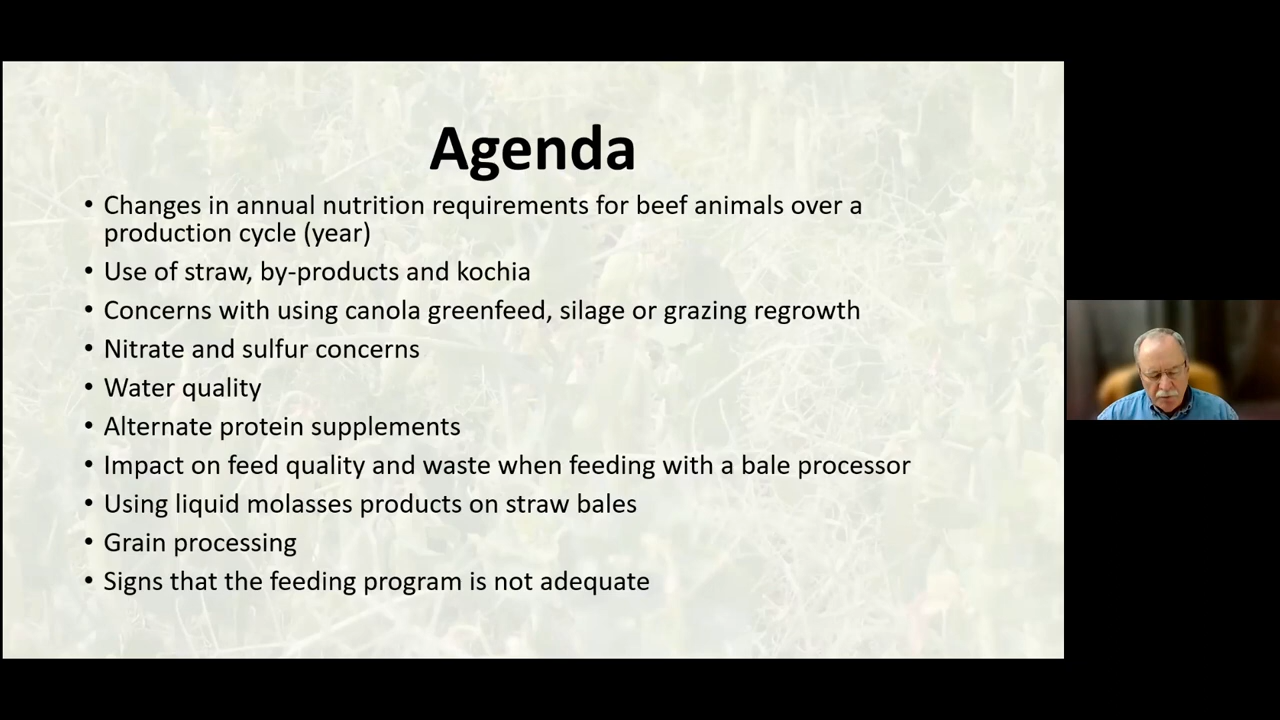 Agenda
• Changes in annual nutrition requirements for beef animals over a
production cycle (year)
• Use of straw, by-products and kochia
• Concerns with using canola greenfeed, silage or grazing regrowth
• Nitrate and sulfur concerns
• Water quality
• Alternate protein supplements
• Impact on feed quality and waste when feeding with a bale processor
• Using liquid molasses products on straw bales
• Grain processing
• Signs that the feeding program is not adequate